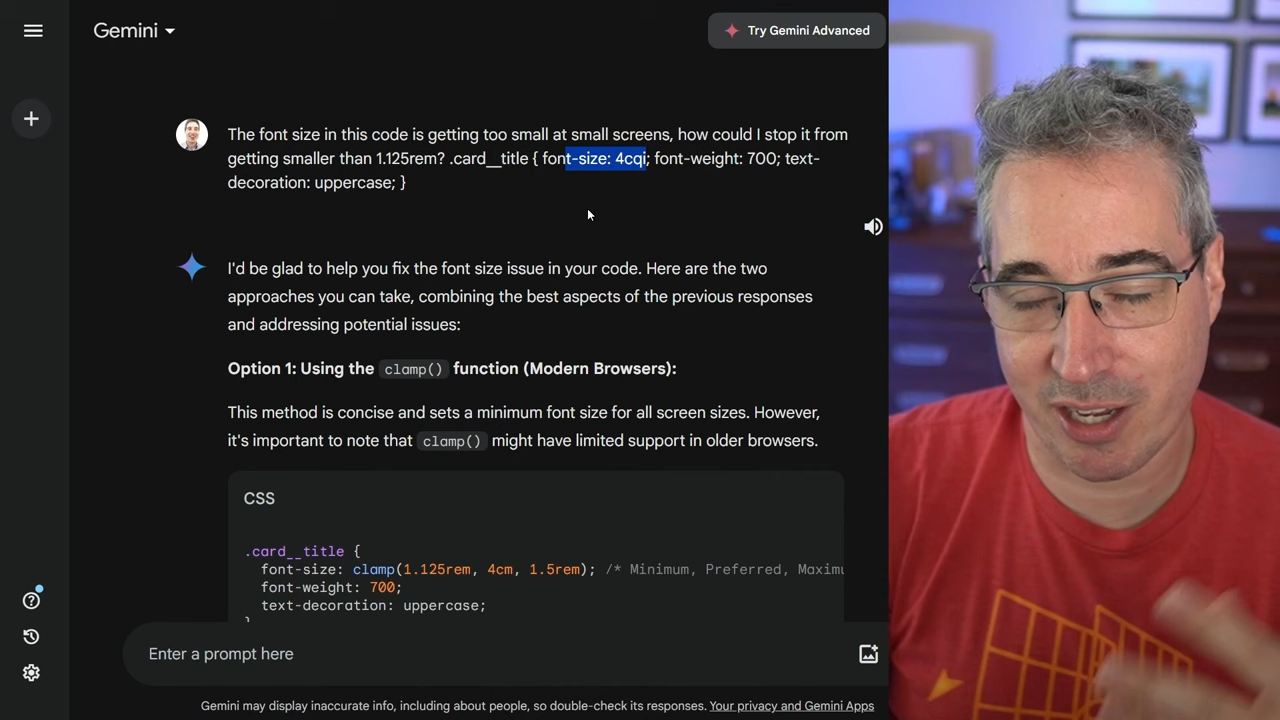 Gemini
Try Gemini Advanced
The font size in this code is getting too small at small screens, how could I stop it from
getting smaller than 1.125rem? .card__title { font-size: 4cqi; font-weight: 700; text-
decoration: uppercase; }
I'd be glad to help you fix the font size issue in your code. Here are the two
approaches you can take, combining the best aspects of the previous responses
and addressing potential issues:
Option 1: Using the clamp() function (Modern Browsers):
This method is concise and sets a minimum font size for all screen sizes. However,
it's important to note that clamp() might have limited support in older browsers.
CSS
.card__title {
font-size: clamp(1.125rem, 4cm, 1.5rem); /* Minimum, Preferred, Maximu
font-weight: 700;
text-decoration: uppercase;
}
Enter a prompt here
Gemini may display inaccurate info, including about people, so double-check its responses. Your privacy and Gemini Apps